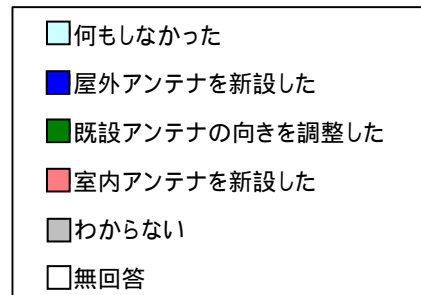 何もしなかった
屋外アンテナを新設した
既設アンテナの向きを調整した
室内アンテナを新設した
わからない
無回答